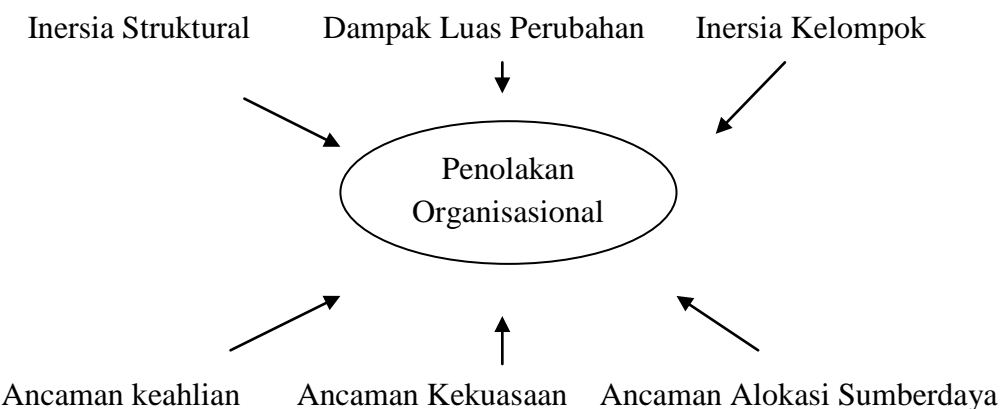 Inersia Struktural Dampak Luas Perubahan Inersia Kelompok
Penolakan
Organisasional
Ancaman keahlian Ancaman Kekuasaan Ancaman Alokasi Sumberdaya